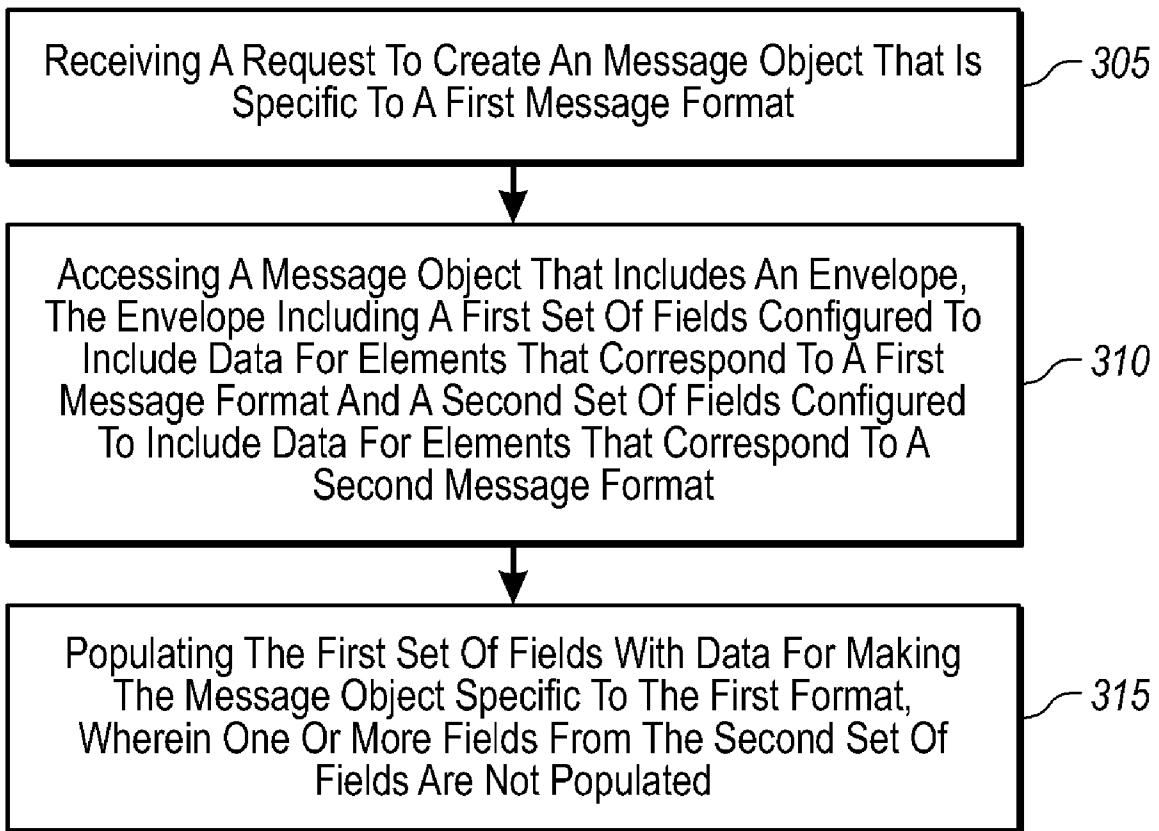 Receiving A Request To Create An Message Object That Is
Specific To A First Message Format
305
Accessing A Message Object That Includes An Envelope,
The Envelope Including A First Set Of Fields Configured To
Include Data For Elements That Correspond To A First
Message Format And A Second Set Of Fields Configured
To Include Data For Elements That Correspond To A
Second Message Format
310
Populating The First Set Of Fields With Data For Making
The Message Object Specific To The First Format,
Wherein One Or More Fields From The Second Set Of
Fields Are Not Populated
315